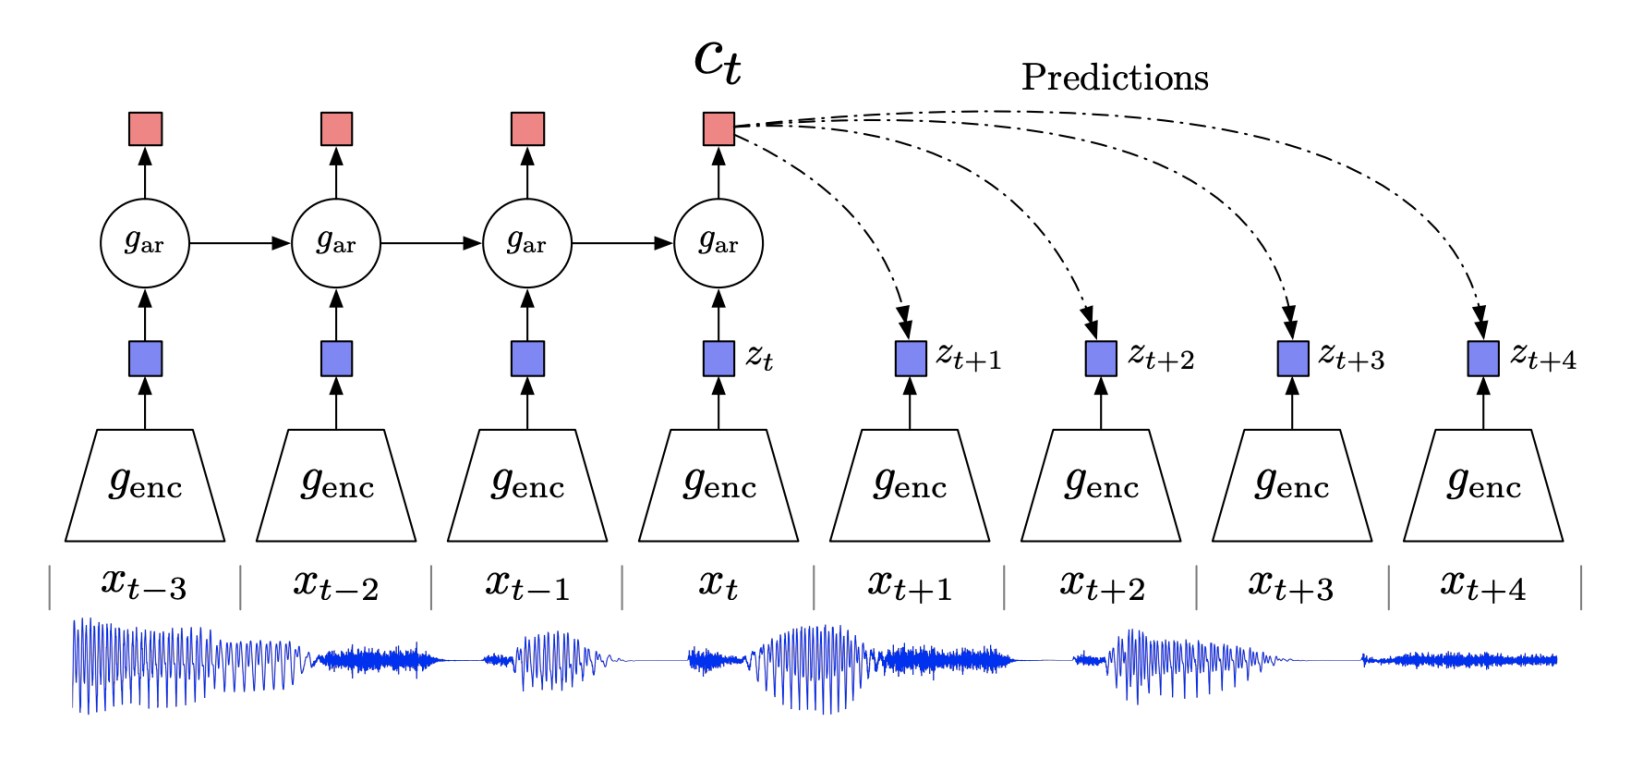 c_t
Predictions
g_ar g_ar g_ar g_ar
z_t z_{t+1} z_{t+2} z_{t+3} z_{t+4}
g_enc g_enc g_enc g_enc g_enc g_enc g_enc g_enc
x_{t−3} x_{t−2} x_{t−1} x_t x_{t+1} x_{t+2} x_{t+3} x_{t+4}